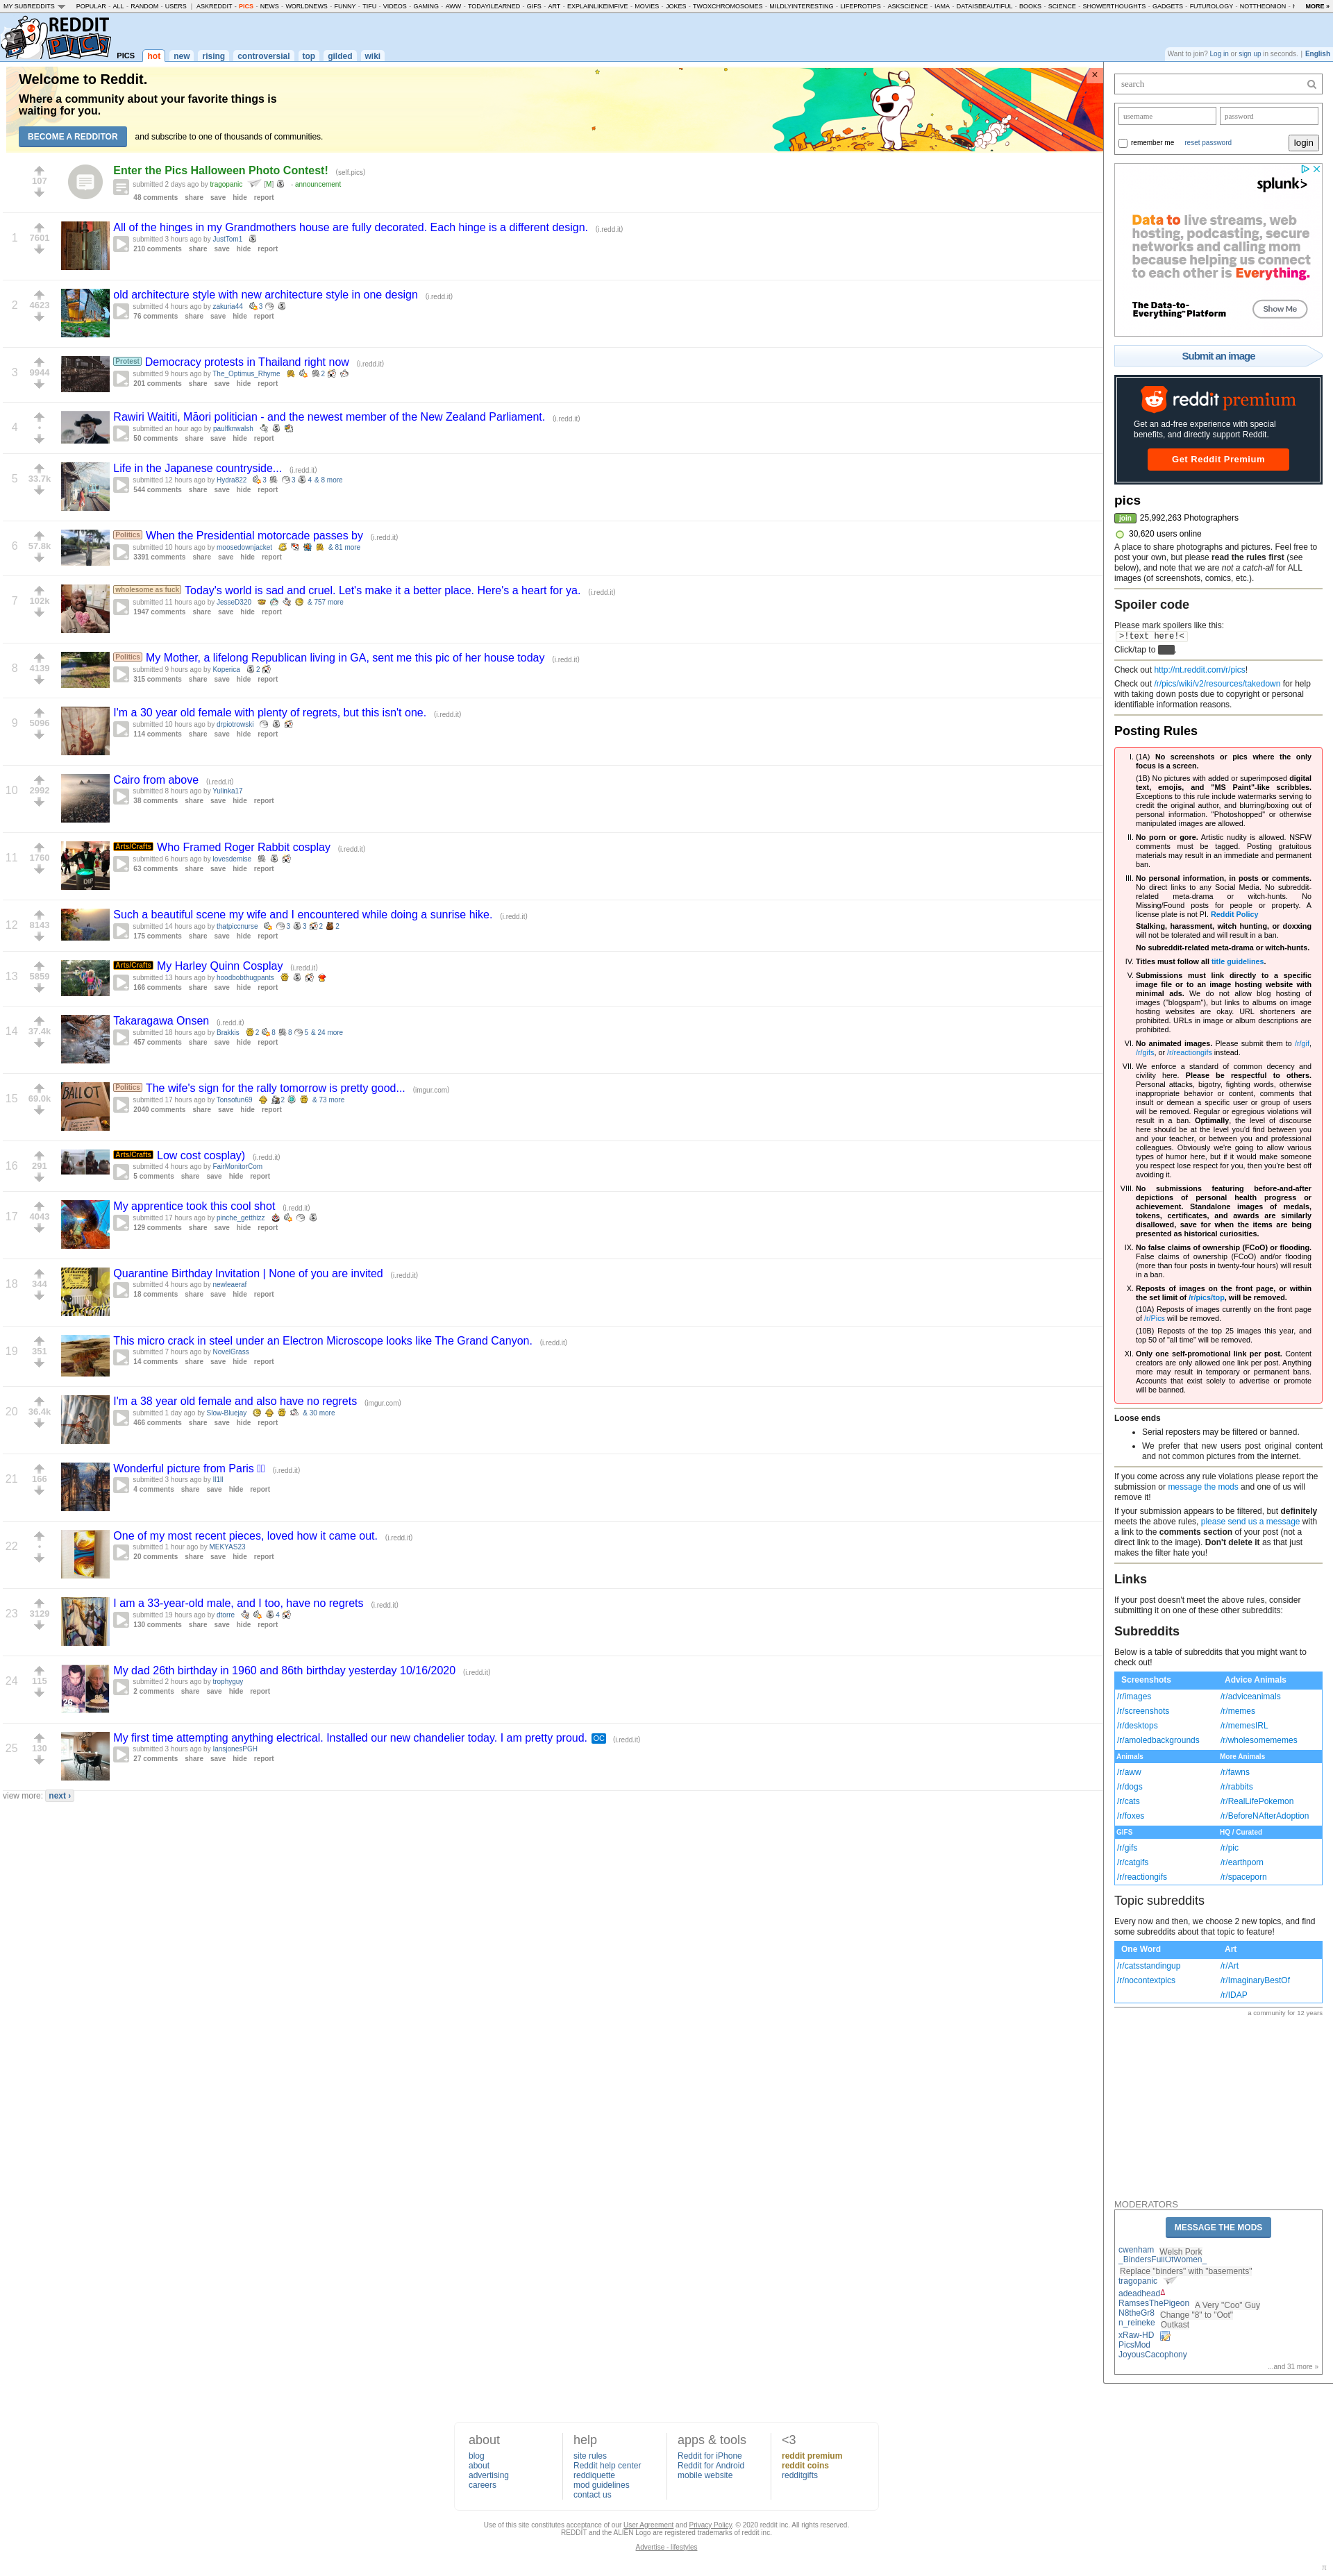 MY SUBREDDITS POPULAR - ALL - RANDOM - USERS | ASKREDDIT - PICS - NEWS - WORLDNEWS - FUNNY - TIFU - VIDEOS - GAMING - AWW - TODAYILEARNED - GIFS - ART - EXPLAINLIKEIMFIVE - MOVIES - JOKES - TWOXCHROMOSOMES - MILDLYINTERESTING - LIFEPROTIPS - ASKSCIENCE - IAMA - DATAISBEAUTIFUL - BOOKS - SCIENCE - SHOWERTHOUGHTS - GADGETS - FUTUROLOGY - NOTTHEONION - MORE »
REDDIT PICS
PICS hot new rising controversial top gilded wiki
Want to join? Log in or sign up in seconds. | English
Welcome to Reddit.
Where a community about your favorite things is
waiting for you.
BECOME A REDDITOR and subscribe to one of thousands of communities.
107
Enter the Pics Halloween Photo Contest! (self.pics)
submitted 2 days ago by tragopanic [M] - announcement
48 comments share save hide report
1 7601
All of the hinges in my Grandmothers house are fully decorated. Each hinge is a different design. (i.redd.it)
submitted 3 hours ago by JustTom1
210 comments share save hide report
2 4623
old architecture style with new architecture style in one design (i.redd.it)
submitted 4 hours ago by zakuria44 3
76 comments share save hide report
3 9944
Protest Democracy protests in Thailand right now (i.redd.it)
submitted 9 hours ago by The_Optimus_Rhyme 2
201 comments share save hide report
4 •
Rawiri Waititi, Māori politician - and the newest member of the New Zealand Parliament. (i.redd.it)
submitted an hour ago by paulfknwalsh
50 comments share save hide report
5 33.7k
Life in the Japanese countryside... (i.redd.it)
submitted 12 hours ago by Hydra822 3 3 4 & 8 more
544 comments share save hide report
6 57.8k
Politics When the Presidential motorcade passes by (i.redd.it)
submitted 10 hours ago by moosedownjacket & 81 more
3391 comments share save hide report
7 102k
wholesome as fuck Today's world is sad and cruel. Let's make it a better place. Here's a heart for ya. (i.redd.it)
submitted 11 hours ago by JesseD320 & 757 more
1947 comments share save hide report
8 4139
Politics My Mother, a lifelong Republican living in GA, sent me this pic of her house today (i.redd.it)
submitted 9 hours ago by Koperica 2
315 comments share save hide report
9 5096
I'm a 30 year old female with plenty of regrets, but this isn't one. (i.redd.it)
submitted 10 hours ago by drpiotrowski
114 comments share save hide report
10 2992
Cairo from above (i.redd.it)
submitted 8 hours ago by Yulinka17
38 comments share save hide report
11 1760
Arts/Crafts Who Framed Roger Rabbit cosplay (i.redd.it)
submitted 6 hours ago by lovesdemise
63 comments share save hide report
12 8143
Such a beautiful scene my wife and I encountered while doing a sunrise hike. (i.redd.it)
submitted 14 hours ago by thatpiccnurse 3 3 2 2
175 comments share save hide report
13 5859
Arts/Crafts My Harley Quinn Cosplay (i.redd.it)
submitted 13 hours ago by hoodbobthugpants
166 comments share save hide report
14 37.4k
Takaragawa Onsen (i.redd.it)
submitted 18 hours ago by Brakkis 2 8 8 5 & 24 more
457 comments share save hide report
15 69.0k
BALLOT
Politics The wife's sign for the rally tomorrow is pretty good... (imgur.com)
submitted 17 hours ago by Tonsofun69 2 & 73 more
2040 comments share save hide report
16 291
Arts/Crafts Low cost cosplay) (i.redd.it)
submitted 4 hours ago by FairMonitorCom
5 comments share save hide report
17 4043
My apprentice took this cool shot (i.redd.it)
submitted 17 hours ago by pinche_getthizz
129 comments share save hide report
18 344
Quarantine Birthday Invitation | None of you are invited (i.redd.it)
submitted 4 hours ago by newleaeraf
18 comments share save hide report
19 351
This micro crack in steel under an Electron Microscope looks like The Grand Canyon. (i.redd.it)
submitted 7 hours ago by NovelGrass
14 comments share save hide report
20 36.4k
I'm a 38 year old female and also have no regrets (imgur.com)
submitted 1 day ago by Slow-Bluejay & 30 more
466 comments share save hide report
21 166
Wonderful picture from Paris (i.redd.it)
submitted 3 hours ago by
4 comments share save hide report
22 •
One of my most recent pieces, loved how it came out. (i.redd.it)
submitted 1 hour ago by MEKYAS23
20 comments share save hide report
23 3129
I am a 33-year-old male, and I too, have no regrets (i.redd.it)
submitted 19 hours ago by dtorre 4
130 comments share save hide report
24 115
My dad 26th birthday in 1960 and 86th birthday yesterday 10/16/2020 (i.redd.it)
submitted 2 hours ago by trophyguy
2 comments share save hide report
25 130
My first time attempting anything electrical. Installed our new chandelier today. I am pretty proud. OC (i.redd.it)
submitted 3 hours ago by IansjonesPGH
27 comments share save hide report
view more: next ›
search
username password
remember me reset password login
splunk>
Data to live streams, web
hosting, podcasting, secure
networks and calling mom
because helping us connect
to each other is Everything.
The Data-to-
Everything™ Platform
Show Me
Submit an image
reddit premium
Get an ad-free experience with special
benefits, and directly support Reddit.
Get Reddit Premium
pics
join 25,992,263 Photographers
30,620 users online
A place to share photographs and pictures. Feel free to
post your own, but please read the rules first (see
below), and note that we are not a catch-all for ALL
images (of screenshots, comics, etc.).
Spoiler code
Please mark spoilers like this:
>!text here!<
Click/tap to .
Check out http://nt.reddit.com/r/pics!
Check out /r/pics/wiki/v2/resources/takedown for help
with taking down posts due to copyright or personal
identifiable information reasons.
Posting Rules
I. (1A) No screenshots or pics where the only
focus is a screen.
(1B) No pictures with added or superimposed digital
text, emojis, and "MS Paint"-like scribbles.
Exceptions to this rule include watermarks serving to
credit the original author, and blurring/boxing out of
personal information. "Photoshopped" or otherwise
manipulated images are allowed.
II. No porn or gore. Artistic nudity is allowed. NSFW
comments must be tagged. Posting gratuitous
materials may result in an immediate and permanent
ban.
III. No personal information, in posts or comments.
No direct links to any Social Media. No subreddit-
related meta-drama or witch-hunts. No
Missing/Found posts for people or property. A
license plate is not PI. Reddit Policy
Stalking, harassment, witch hunting, or doxxing
will not be tolerated and will result in a ban.
No subreddit-related meta-drama or witch-hunts.
IV. Titles must follow all title guidelines.
V. Submissions must link directly to a specific
image file or to an image hosting website with
minimal ads. We do not allow blog hosting of
images ("blogspam"), but links to albums on image
hosting websites are okay. URL shorteners are
prohibited. URLs in image or album descriptions are
prohibited.
VI. No animated images. Please submit them to /r/gif,
/r/gifs, or /r/reactiongifs instead.
VII. We enforce a standard of common decency and
civility here. Please be respectful to others.
Personal attacks, bigotry, fighting words, otherwise
inappropriate behavior or content, comments that
insult or demean a specific user or group of users
will be removed. Regular or egregious violations will
result in a ban. Optimally, the level of discourse
here should be at the level you'd find between you
and your teacher, or between you and professional
colleagues. Obviously we're going to allow various
types of humor here, but if it would make someone
you respect lose respect for you, then you're best off
avoiding it.
VIII. No submissions featuring before-and-after
depictions of personal health progress or
achievement. Standalone images of medals,
tokens, certificates, and awards are similarly
disallowed, save for when the items are being
presented as historical curiosities.
IX. No false claims of ownership (FCoO) or flooding.
False claims of ownership (FCoO) and/or flooding
(more than four posts in twenty-four hours) will result
in a ban.
X. Reposts of images on the front page, or within
the set limit of /r/pics/top, will be removed.
(10A) Reposts of images currently on the front page
of /r/Pics will be removed.
(10B) Reposts of the top 25 images this year, and
top 50 of "all time" will be removed.
XI. Only one self-promotional link per post. Content
creators are only allowed one link per post. Anything
more may result in temporary or permanent bans.
Accounts that exist solely to advertise or promote
will be banned.
Loose ends
• Serial reposters may be filtered or banned.
• We prefer that new users post original content
and not common pictures from the internet.
If you come across any rule violations please report the
submission or message the mods and one of us will
remove it!
If your submission appears to be filtered, but definitely
meets the above rules, please send us a message with
a link to the comments section of your post (not a
direct link to the image). Don't delete it as that just
makes the filter hate you!
Links
If your post doesn't meet the above rules, consider
submitting it on one of these other subreddits:
Subreddits
Below is a table of subreddits that you might want to
check out!
Screenshots Advice Animals
/r/images /r/adviceanimals
/r/screenshots /r/memes
/r/desktops /r/memesIRL
/r/amoledbackgrounds /r/wholesomememes
Animals More Animals
/r/aww /r/fawns
/r/dogs /r/rabbits
/r/cats /r/RealLifePokemon
/r/foxes /r/BeforeNAfterAdoption
GIFS HQ / Curated
/r/gifs /r/pic
/r/catgifs /r/earthporn
/r/reactiongifs /r/spaceporn
Topic subreddits
Every now and then, we choose 2 new topics, and find
some subreddits about that topic to feature!
One Word Art
/r/catsstandingup /r/Art
/r/nocontextpics /r/ImaginaryBestOf
/r/IDAP
a community for 12 years
MODERATORS
MESSAGE THE MODS
cwenham Welsh Pork
_BindersFullOfWomen_
Replace "binders" with "basements"
tragopanic
adeadhead Δ
RamsesThePigeon A Very "Coo" Guy
N8theGr8 Change "8" to "Oot"
n_reineke Outkast
xRaw-HD
PicsMod
JoyousCacophony
...and 31 more »
about help apps & tools <3
blog site rules Reddit for iPhone reddit premium
about Reddit help center Reddit for Android reddit coins
advertising reddiquette mobile website redditgifts
careers mod guidelines
contact us
Use of this site constitutes acceptance of our User Agreement and Privacy Policy. © 2020 reddit inc. All rights reserved.
REDDIT and the ALIEN Logo are registered trademarks of reddit inc.
Advertise - lifestyles